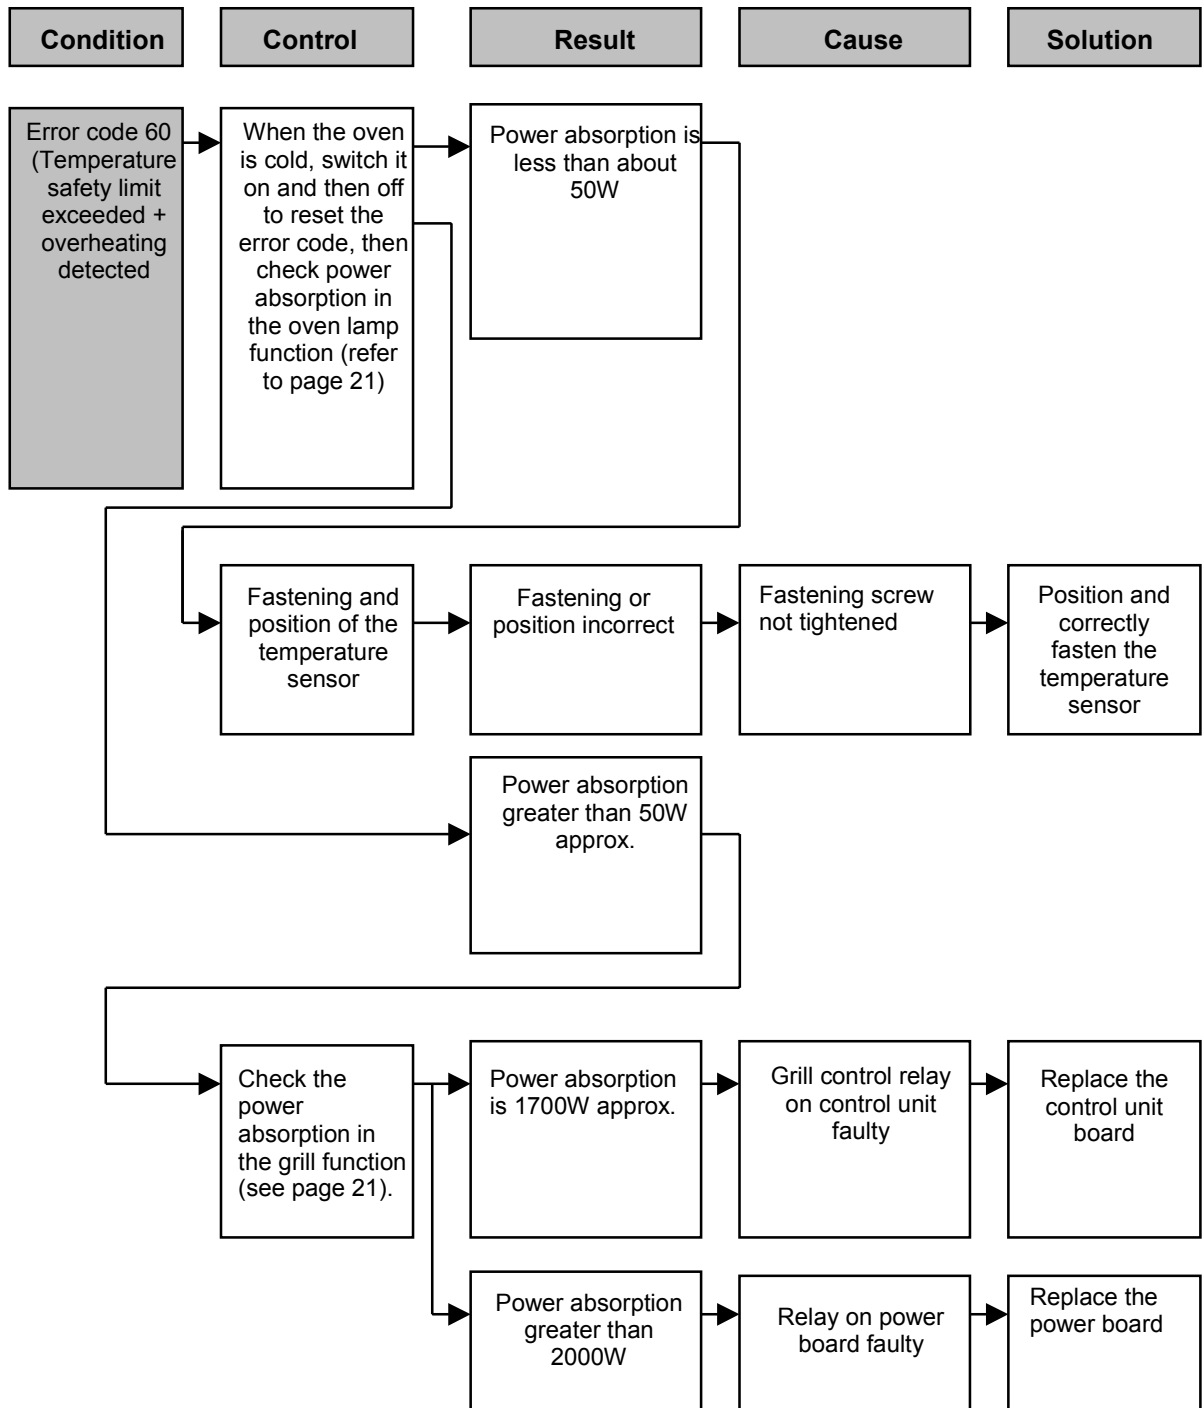 Condition
Control
Result
Cause
Solution
Error code 60
(Temperature
safety limit
exceeded +
overheating
detected
When the oven
is cold, switch it
on and then off
to reset the
error code, then
check power
absorption in
the oven lamp
function (refer
to page 21)
Power absorption is
less than about
50W
Fastening and
position of the
temperature
sensor
Fastening or
position incorrect
Fastening screw
not tightened
Position and
correctly
fasten the
temperature
sensor
Power absorption
greater than 50W
approx.
Check the
power
absorption in
the grill function
(see page 21).
Power absorption
is 1700W approx.
Grill control relay
on control unit
faulty
Replace the
control unit
board
Power absorption
greater than
2000W
Relay on power
board faulty
Replace the
power board